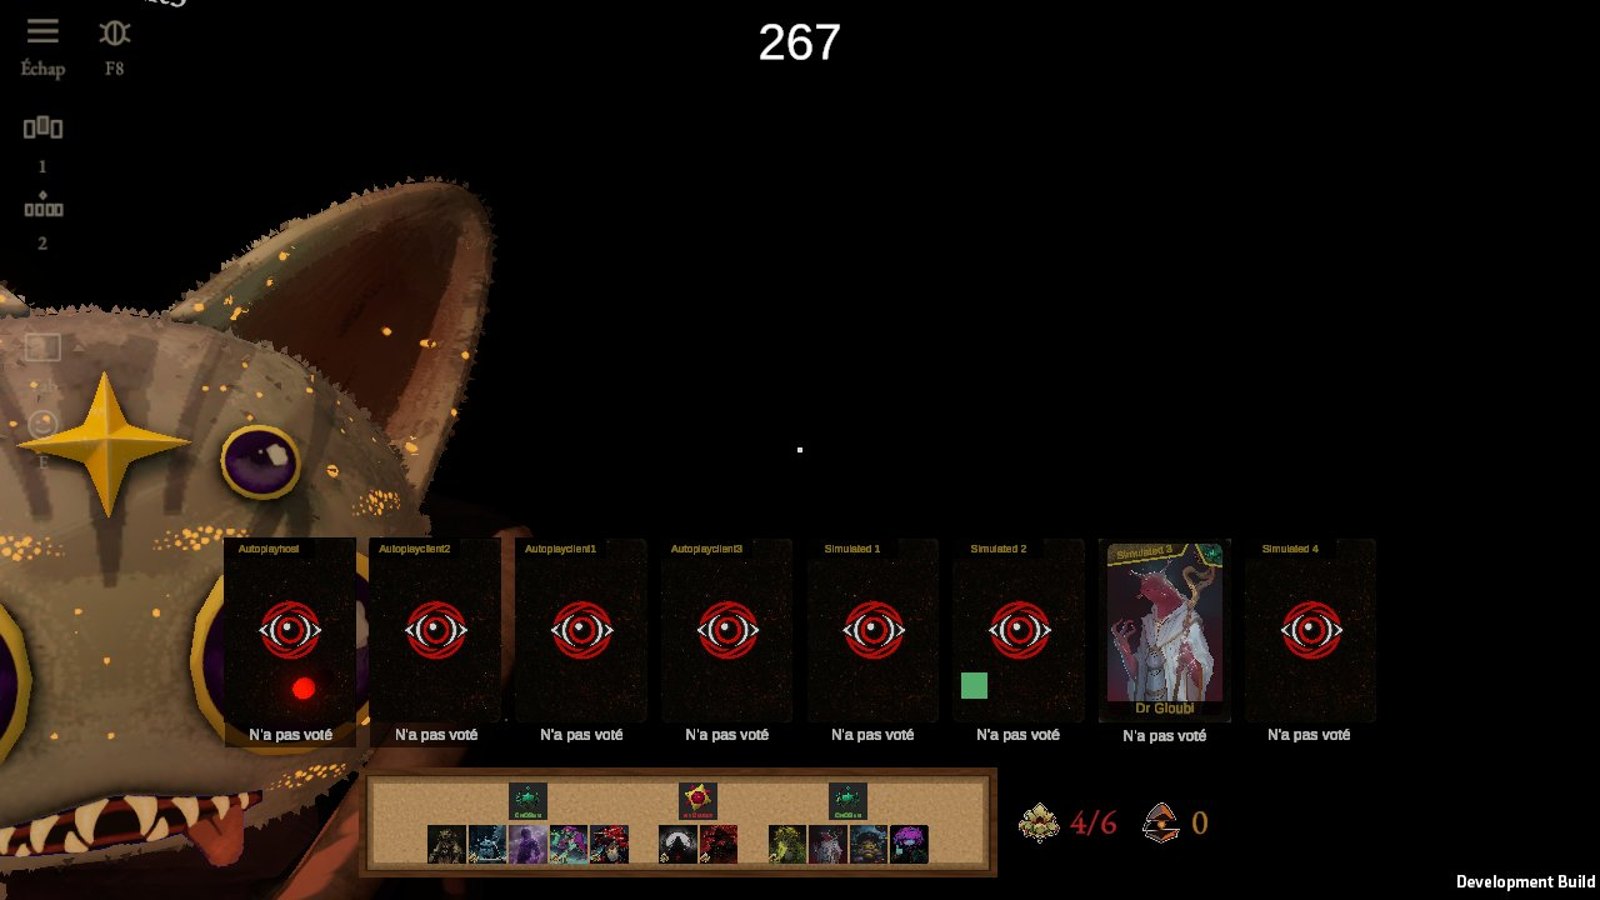 267
Échap
F8
1
2
E
Autoplayhost
Autoplayclient2
Autoplayclient1
Autoplayclient3
Simulated 1
Simulated 2
Simulated 3
Simulated 4
Dr Gloubi
N'a pas voté
N'a pas voté
N'a pas voté
N'a pas voté
N'a pas voté
N'a pas voté
N'a pas voté
N'a pas voté
4/6
0
Development Build